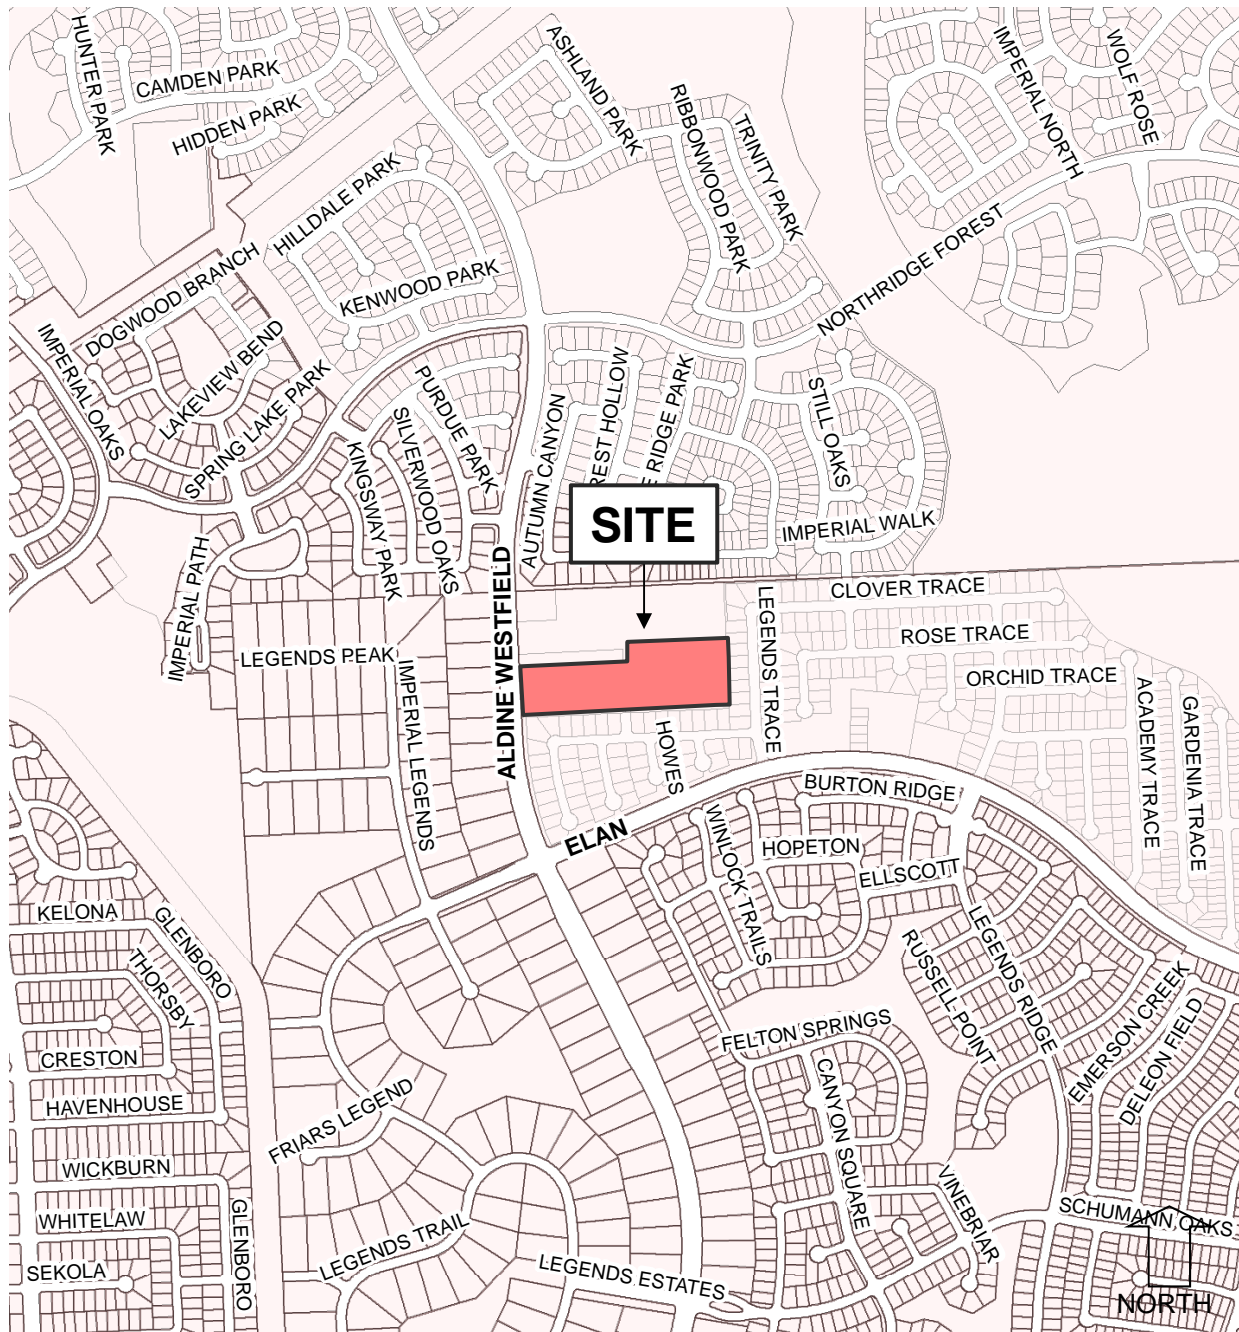 HUNTER PARK
CAMDEN PARK
HIDDEN PARK
ASHLAND PARK
RIBBONWOOD PARK
TRINITY PARK
IMPERIAL NORTH
WOLF ROSE
HILLDALE PARK
KENWOOD PARK
NORTHRIDGE FOREST
DOGWOOD BRANCH
LAKEVIEW BEND
IMPERIAL OAKS
SPRING LAKE PARK
PURDUE PARK
SILVERWOOD OAKS
KINGSWAY PARK
AUTUMN CANYON
REST HOLLOW
E RIDGE PARK
STILL OAKS
IMPERIAL WALK
SITE
IMPERIAL PATH
ALDINE WESTFIELD
LEGENDS PEAK
IMPERIAL LEGENDS
LEGENDS TRACE
CLOVER TRACE
ROSE TRACE
ORCHID TRACE
ACADEMY TRACE
GARDENIA TRACE
HOWES
ELAN
BURTON RIDGE
WINLOCK TRAILS
HOPETON
ELLSCOTT
KELONA
GLENBORO
THORSBY
LEGENDS RIDGE
RUSSELL POINT
EMERSON CREEK
DELEON FIELD
FELTON SPRINGS
CRESTON
HAVENHOUSE
FRIARS LEGEND
CANYON SQUARE
WICKBURN
WHITELAW
SEKOLA
GLENBORO
LEGENDS TRAIL
LEGENDS ESTATES
VINEBRIAR
SCHUMANN OAKS
NORTH